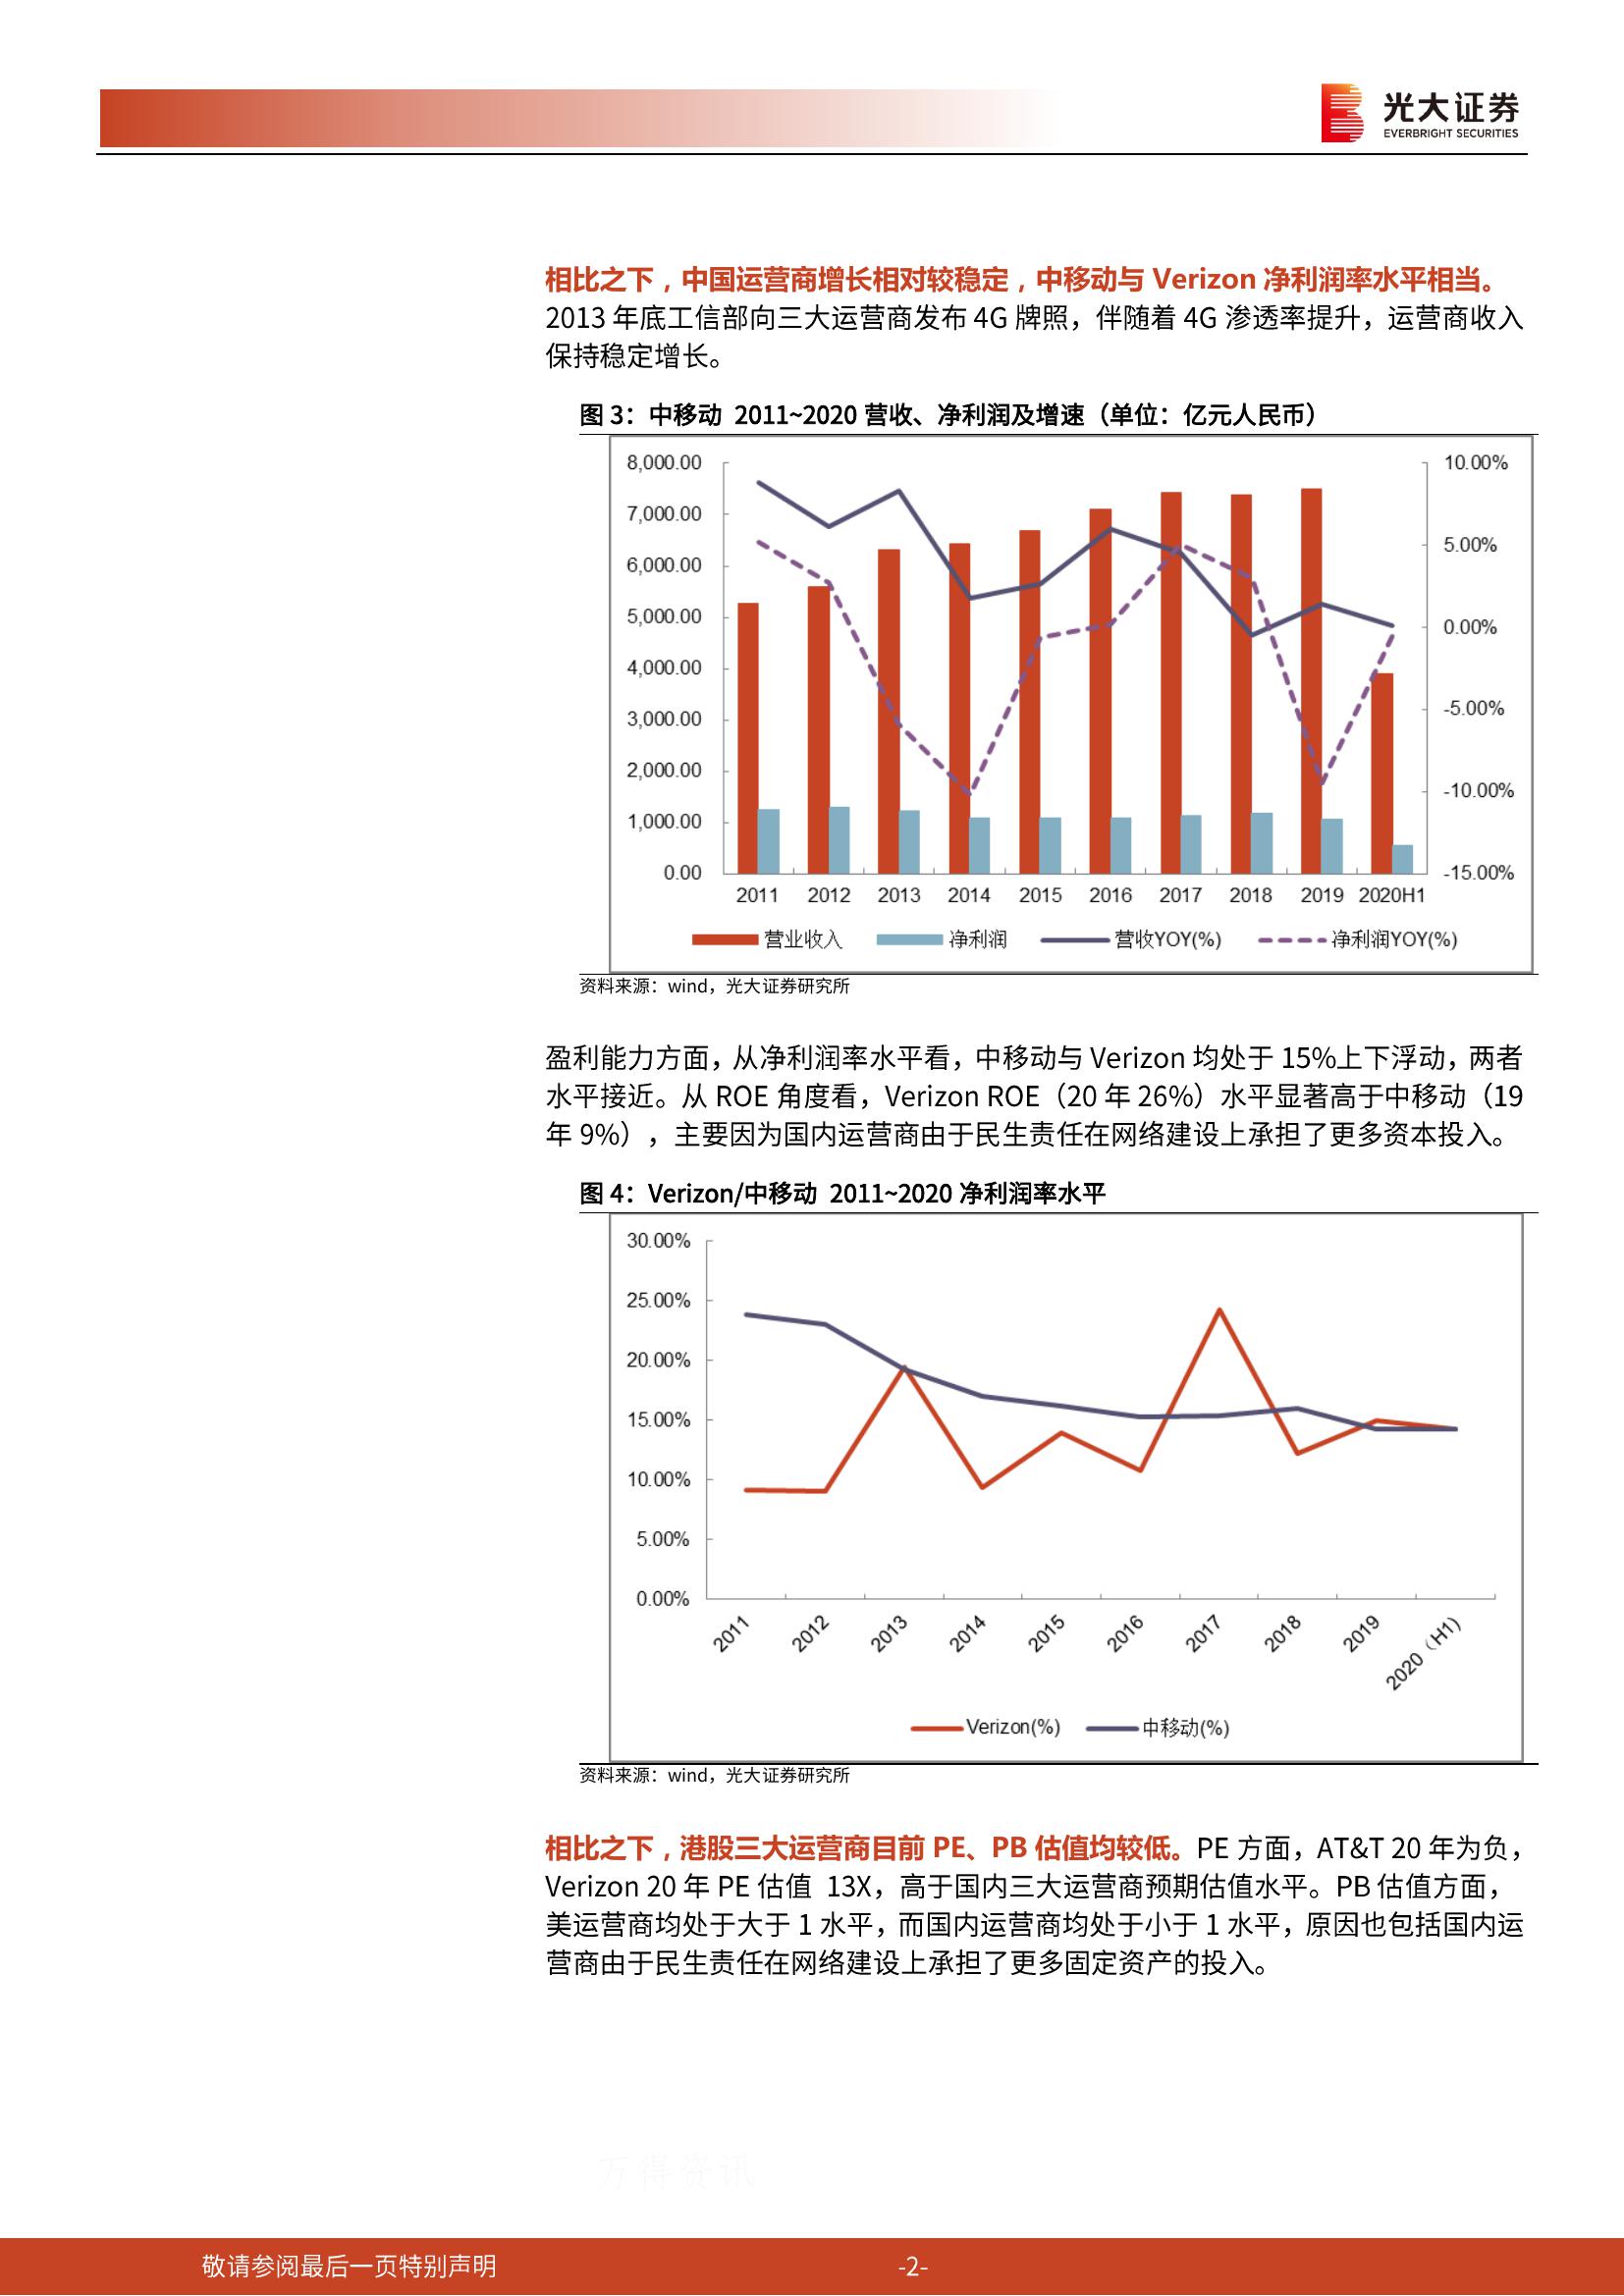 光大证券
EVERBRIGHT SECURITIES
相比之下，中国运营商增长相对较稳定，中移动与 Verizon 净利润率水平相当。
2013 年底工信部向三大运营商发布 4G 牌照，伴随着 4G 渗透率提升，运营商收入
保持稳定增长。
图 3：中移动 2011~2020 营收、净利润及增速（单位：亿元人民币）
8,000.00
7,000.00
6,000.00
5,000.00
4,000.00
3,000.00
2,000.00
1,000.00
0.00
10.00%
5.00%
0.00%
-5.00%
-10.00%
-15.00%
2011 2012 2013 2014 2015 2016 2017 2018 2019 2020H1
营业收入 净利润 营收YOY(%) 净利润YOY(%)
资料来源：wind，光大证券研究所
盈利能力方面，从净利润率水平看，中移动与 Verizon 均处于 15%上下浮动，两者
水平接近。从 ROE 角度看，Verizon ROE（20 年 26%）水平显著高于中移动（19
年 9%），主要因为国内运营商由于民生责任在网络建设上承担了更多资本投入。
图 4：Verizon/中移动 2011~2020 净利润率水平
30.00%
25.00%
20.00%
15.00%
10.00%
5.00%
0.00%
2011 2012 2013 2014 2015 2016 2017 2018 2019 2020（H1)
Verizon(%) 中移动(%)
资料来源：wind，光大证券研究所
相比之下，港股三大运营商目前 PE、PB 估值均较低。PE 方面，AT&T 20 年为负，
Verizon 20 年 PE 估值 13X，高于国内三大运营商预期估值水平。PB 估值方面，
美运营商均处于大于 1 水平，而国内运营商均处于小于 1 水平，原因也包括国内运
营商由于民生责任在网络建设上承担了更多固定资产的投入。
万得资讯
敬请参阅最后一页特别声明 -2-